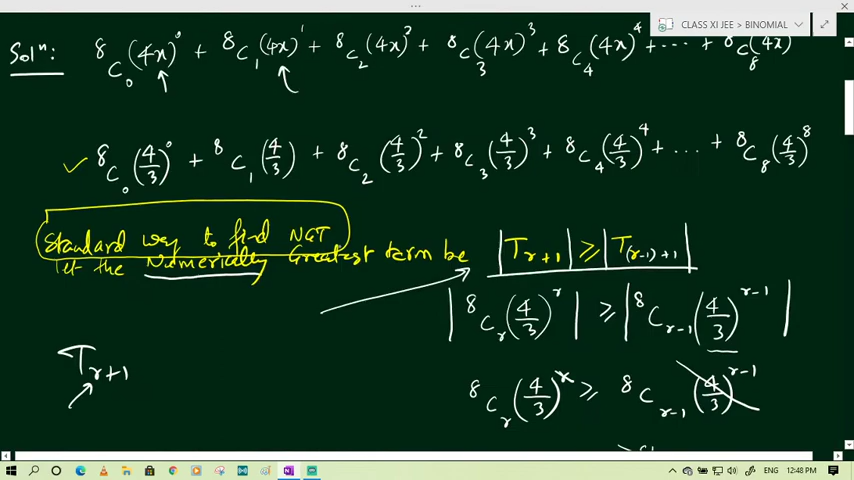 CLASS XI JEE > BINOMIAL
Solⁿ: ⁸C₀(4x)⁰ + ⁸C₁(4x)¹ + ⁸C₂(4x)² + ⁸C₃(4x)³ + ⁸C₄(4x)⁴ + ... + ⁸C₈(4x)
✓ ⁸C₀(4/3)⁰ + ⁸C₁(4/3) + ⁸C₂(4/3)² + ⁸C₃(4/3)³ + ⁸C₄(4/3)⁴ + ... + ⁸C₈(4/3)⁸
Standard way to find NGT
Let the Numerically Greatest term be |Tᵣ₊₁| ≥ |T₍ᵣ₋₁₎₊₁|
|⁸Cᵣ(4/3)ʳ| ≥ |⁸Cᵣ₋₁(4/3)ʳ⁻¹|
Tᵣ₊₁
⁸Cᵣ(4/3)ʳ ≥ ⁸Cᵣ₋₁(4/3)ʳ⁻¹
ENG 12:48 PM